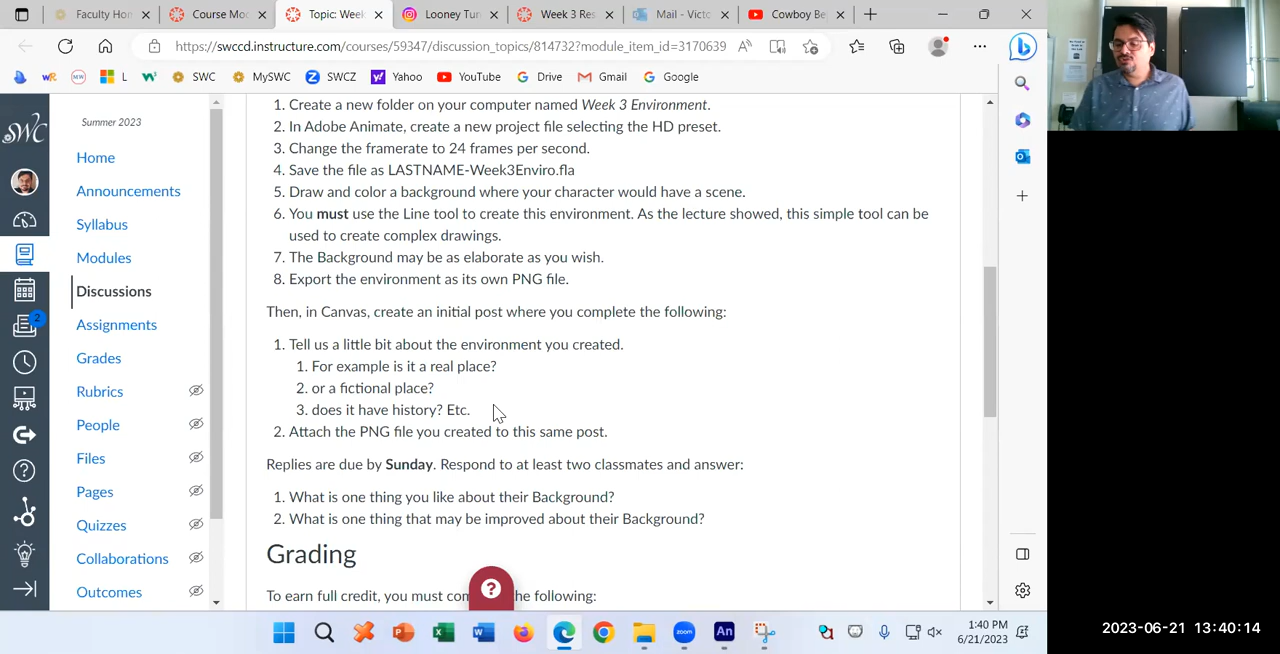 Faculty Hor
Course Moc
Topic: Week
Looney Tun
Week 3 Res
Mail - Victo
Cowboy Be
https://swccd.instructure.com/courses/59347/discussion_topics/814732?module_item_id=3170639
L
SWC
MySWC
SWCZ
Yahoo
YouTube
Drive
Gmail
Google
SWC
2
Summer 2023
Home
Announcements
Syllabus
Modules
Discussions
Assignments
Grades
Rubrics
People
Files
Pages
Quizzes
Collaborations
Outcomes
1. Create a new folder on your computer named Week 3 Environment.
2. In Adobe Animate, create a new project file selecting the HD preset.
3. Change the framerate to 24 frames per second.
4. Save the file as LASTNAME-Week3Enviro.fla
5. Draw and color a background where your character would have a scene.
6. You must use the Line tool to create this environment. As the lecture showed, this simple tool can be
used to create complex drawings.
7. The Background may be as elaborate as you wish.
8. Export the environment as its own PNG file.
Then, in Canvas, create an initial post where you complete the following:
1. Tell us a little bit about the environment you created.
1. For example is it a real place?
2. or a fictional place?
3. does it have history? Etc.
2. Attach the PNG file you created to this same post.
Replies are due by Sunday. Respond to at least two classmates and answer:
1. What is one thing you like about their Background?
2. What is one thing that may be improved about their Background?
Grading
To earn full credit, you must com the following:
1:40 PM
6/21/2023
2023-06-21 13:40:14